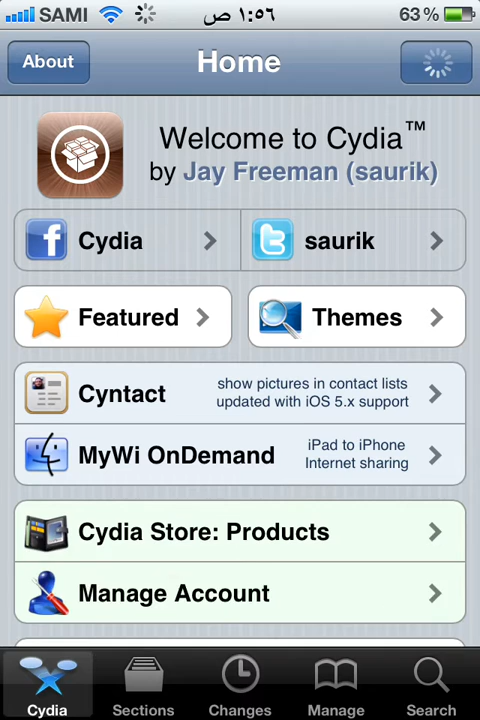 SAMI ١:٥٦ ص 63%
About Home
Welcome to Cydia™
by Jay Freeman (saurik)
Cydia saurik
Featured Themes
Cyntact show pictures in contact lists
updated with iOS 5.x support
MyWi OnDemand iPad to iPhone
Internet sharing
Cydia Store: Products
Manage Account
Cydia Sections Changes Manage Search